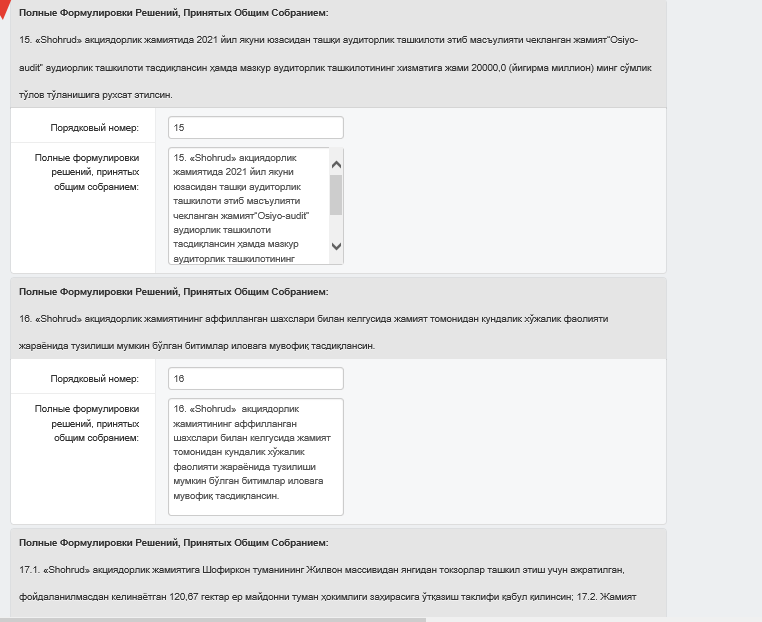 Полные Формулировки Решений, Принятых Общим Собранием:
15. «Shohrud» акциядорлик жамиятида 2021 йил якуни юзасидан ташқи аудиторлик ташкилоти этиб масъулияти чекланган жамият"Osiyo-
audit" аудиорлик ташкилоти тасдиқлансин ҳамда мазкур аудиторлик ташкилотининг хизматига жами 20000,0 (йигирма миллион) минг сўмлик
тўлов тўланишига рухсат этилсин.
Порядковый номер:
15
Полные формулировки
решений, принятых
общим собранием:
15. «Shohrud» акциядорлик
жамиятида 2021 йил якуни
юзасидан ташқи аудиторлик
ташкилоти этиб масъулияти
чекланган жамият"Osiyo-audit"
аудиорлик ташкилоти
тасдиқлансин ҳамда мазкур
аудиторлик ташкилотининг
Полные Формулировки Решений, Принятых Общим Собранием:
16. «Shohrud» акциядорлик жамиятининг аффилланган шахслари билан келгусида жамият томонидан кундалик хўжалик фаолияти
жараёнида тузилиши мумкин бўлган битимлар иловага мувофиқ тасдиқлансин.
Порядковый номер:
16
Полные формулировки
решений, принятых
общим собранием:
16. «Shohrud» акциядорлик
жамиятининг аффилланган
шахслари билан келгусида жамият
томонидан кундалик хўжалик
фаолияти жараёнида тузилиши
мумкин бўлган битимлар иловага
мувофиқ тасдиқлансин.
Полные Формулировки Решений, Принятых Общим Собранием:
17.1. «Shohrud» акциядорлик жамиятига Шофиркон туманининг Жилвон массивидан янгидан токзорлар ташкил этиш учун ажратилган,
фойдаланилмасдан келинаётган 120,67 гектар ер майдонни туман ҳокимлиги заҳирасига ўтқазиш таклифи қабул қилинсин; 17.2. Жамият